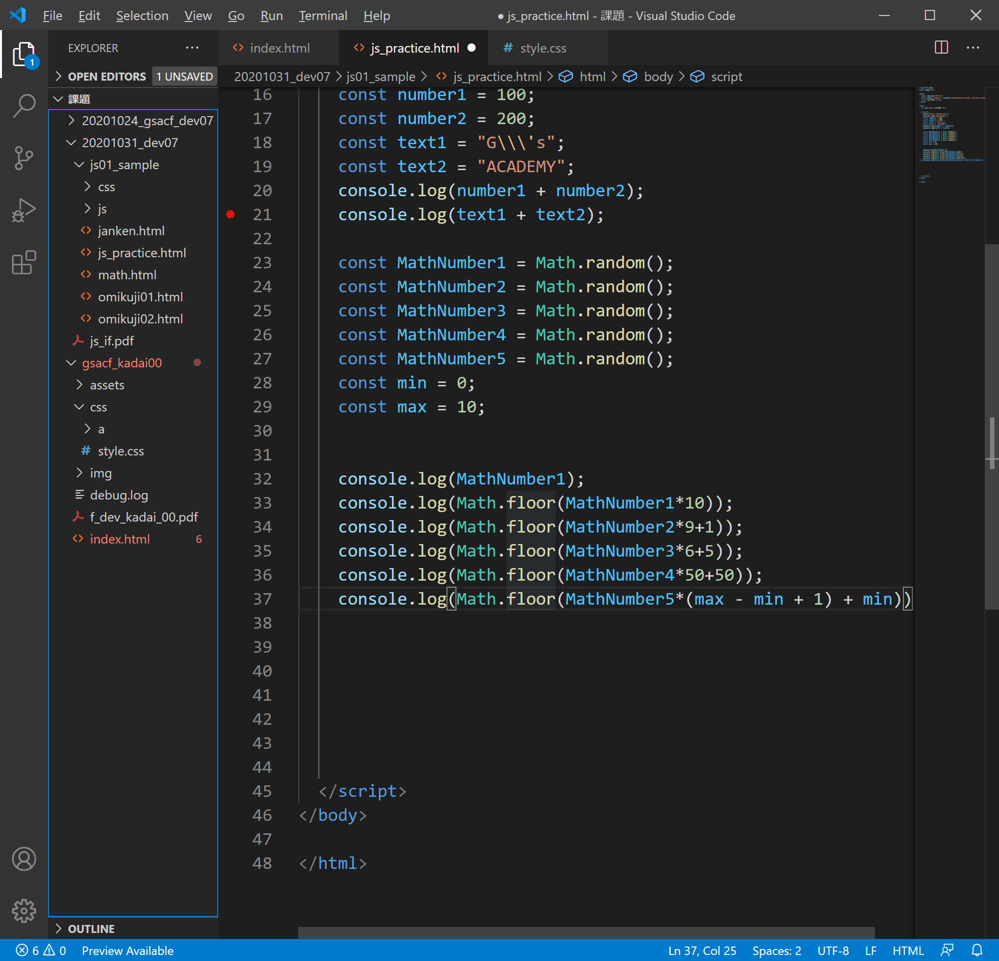 File Edit Selection View Go Run Terminal Help
● js_practice.html - 課題 - Visual Studio Code
EXPLORER ···
1
OPEN EDITORS 1 UNSAVED
課題
20201024_gsacf_dev07
20201031_dev07
js01_sample
css
js
janken.html
js_practice.html
math.html
omikuji01.html
omikuji02.html
js_if.pdf
gsacf_kadai00
assets
css
a
# style.css
img
debug.log
f_dev_kadai_00.pdf
index.html 6
OUTLINE
index.html js_practice.html # style.css ···
20201031_dev07 > js01_sample > js_practice.html > html > body > script
16 const number1 = 100;
17 const number2 = 200;
18 const text1 = "G\\\'s";
19 const text2 = "ACADEMY";
20 console.log(number1 + number2);
21 console.log(text1 + text2);
22
23 const MathNumber1 = Math.random();
24 const MathNumber2 = Math.random();
25 const MathNumber3 = Math.random();
26 const MathNumber4 = Math.random();
27 const MathNumber5 = Math.random();
28 const min = 0;
29 const max = 10;
30
31
32 console.log(MathNumber1);
33 console.log(Math.floor(MathNumber1*10));
34 console.log(Math.floor(MathNumber2*9+1));
35 console.log(Math.floor(MathNumber3*6+5));
36 console.log(Math.floor(MathNumber4*50+50));
37 console.log(Math.floor(MathNumber5*(max - min + 1) + min))
38
39
40
41
42
43
44
45 </script>
46 </body>
47
48 </html>
6 0 Preview Available
Ln 37, Col 25 Spaces: 2 UTF-8 LF HTML